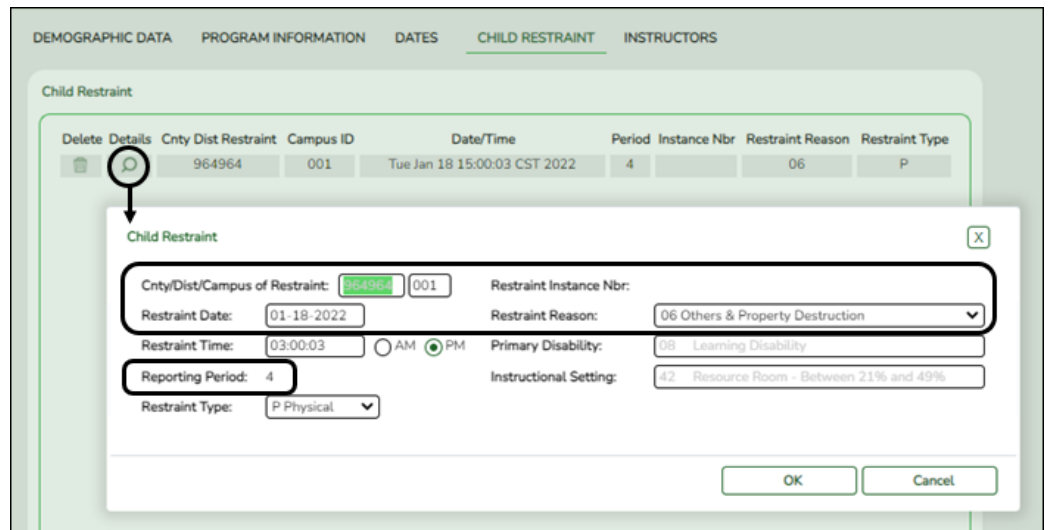 DEMOGRAPHIC DATA PROGRAM INFORMATION DATES CHILD RESTRAINT INSTRUCTORS
Child Restraint
Delete Details Cnty Dist Restraint Campus ID Date/Time Period Instance Nbr Restraint Reason Restraint Type
964964 001 Tue Jan 18 15:00:03 CST 2022 4 06 P
Child Restraint X
Cnty/Dist/Campus of Restraint: 964964 001 Restraint Instance Nbr:
Restraint Date: 01-18-2022 Restraint Reason: 06 Others & Property Destruction
Restraint Time: 03:00:03 AM PM Primary Disability: 08 Learning Disability
Reporting Period: 4 Instructional Setting: 42 Resource Room - Between 21% and 49%
Restraint Type: P Physical
OK Cancel